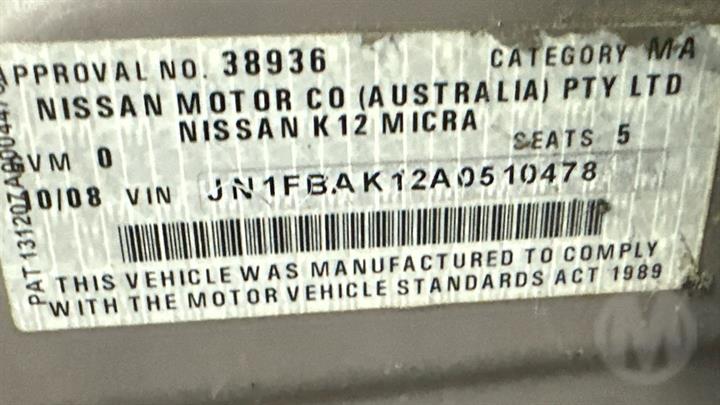 APPROVAL NO. 38936 CATEGORY MA
NISSAN MOTOR CO (AUSTRALIA) PTY LTD
NISSAN K12 MICRA
GVM 0 SEATS 5
10/08 VIN JN1FBAK12A0510478
THIS VEHICLE WAS MANUFACTURED TO COMPLY
WITH THE MOTOR VEHICLE STANDARDS ACT 1989
M